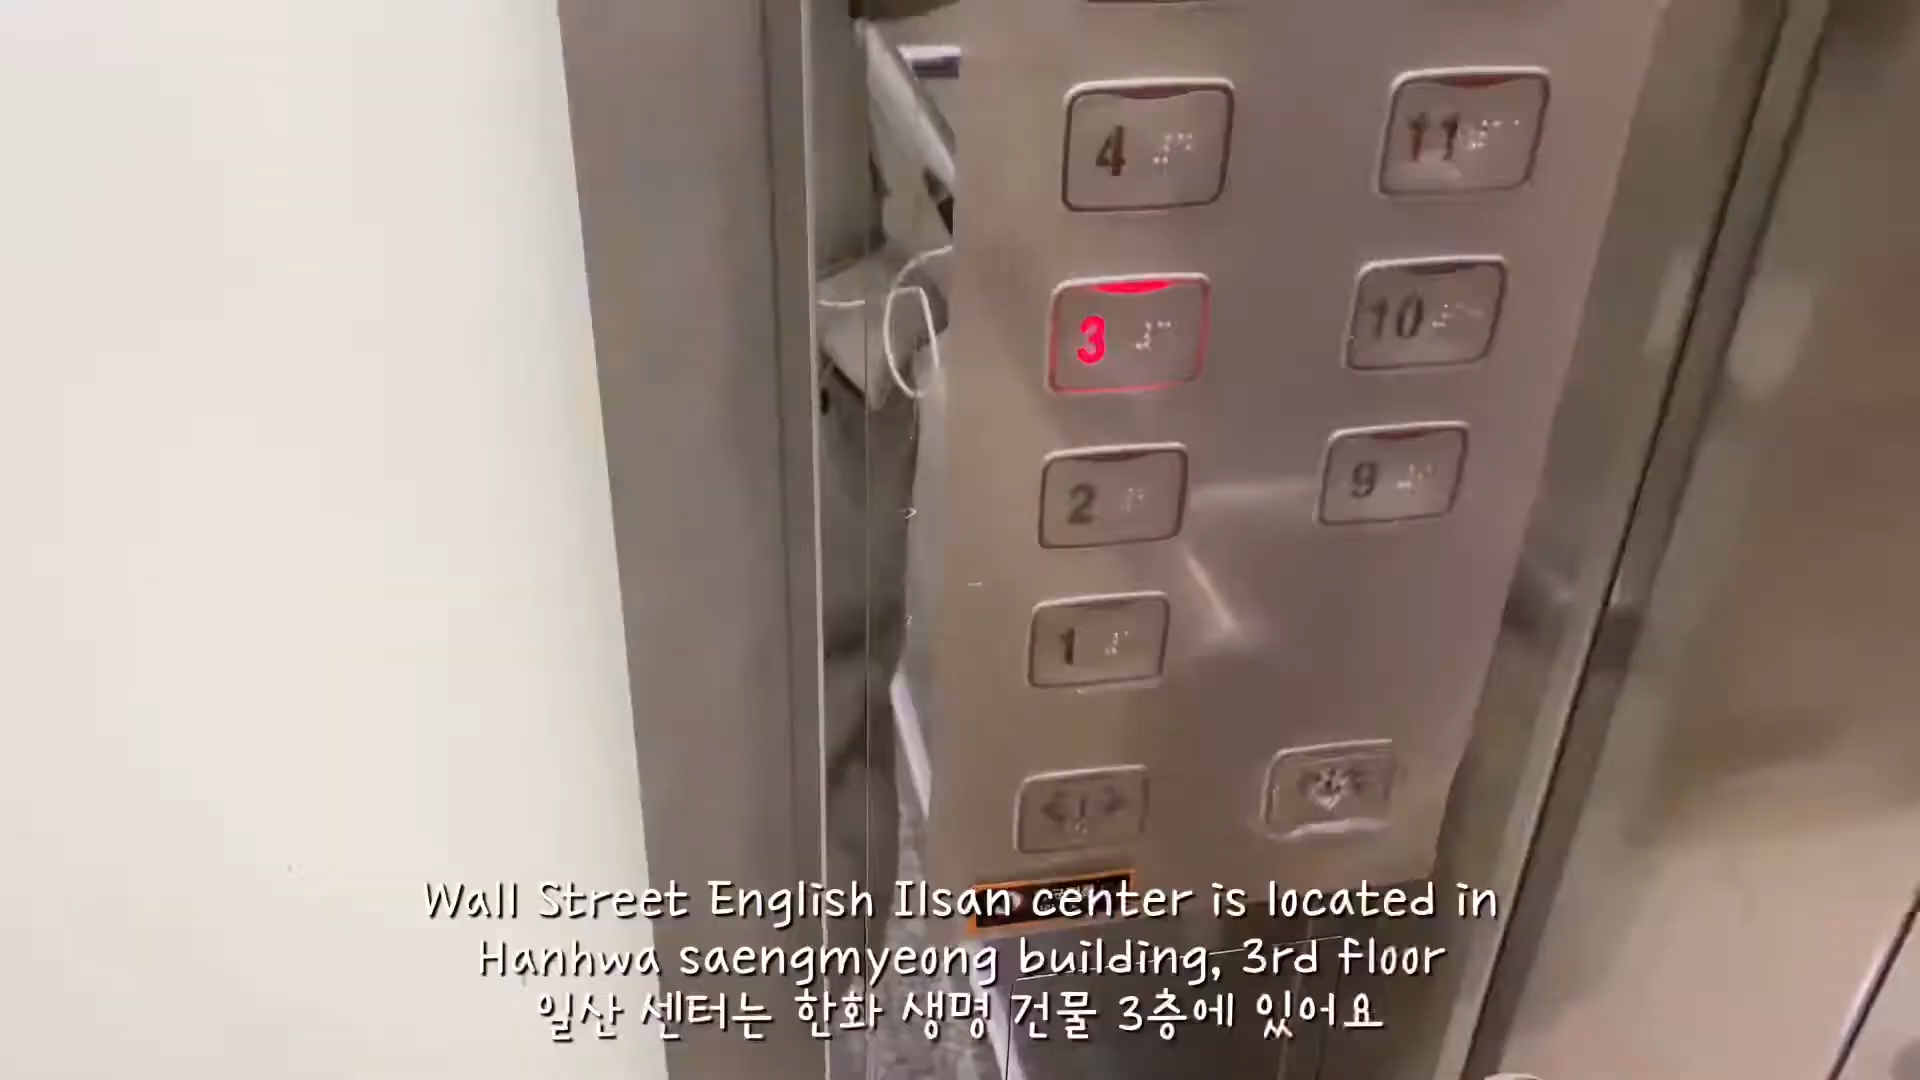 4 11
3 10
2 9
1
Wall Street English Ilsan center is located in
Hanhwa saengmyeong building, 3rd floor
일산 센터는 한화 생명 건물 3층에 있어요